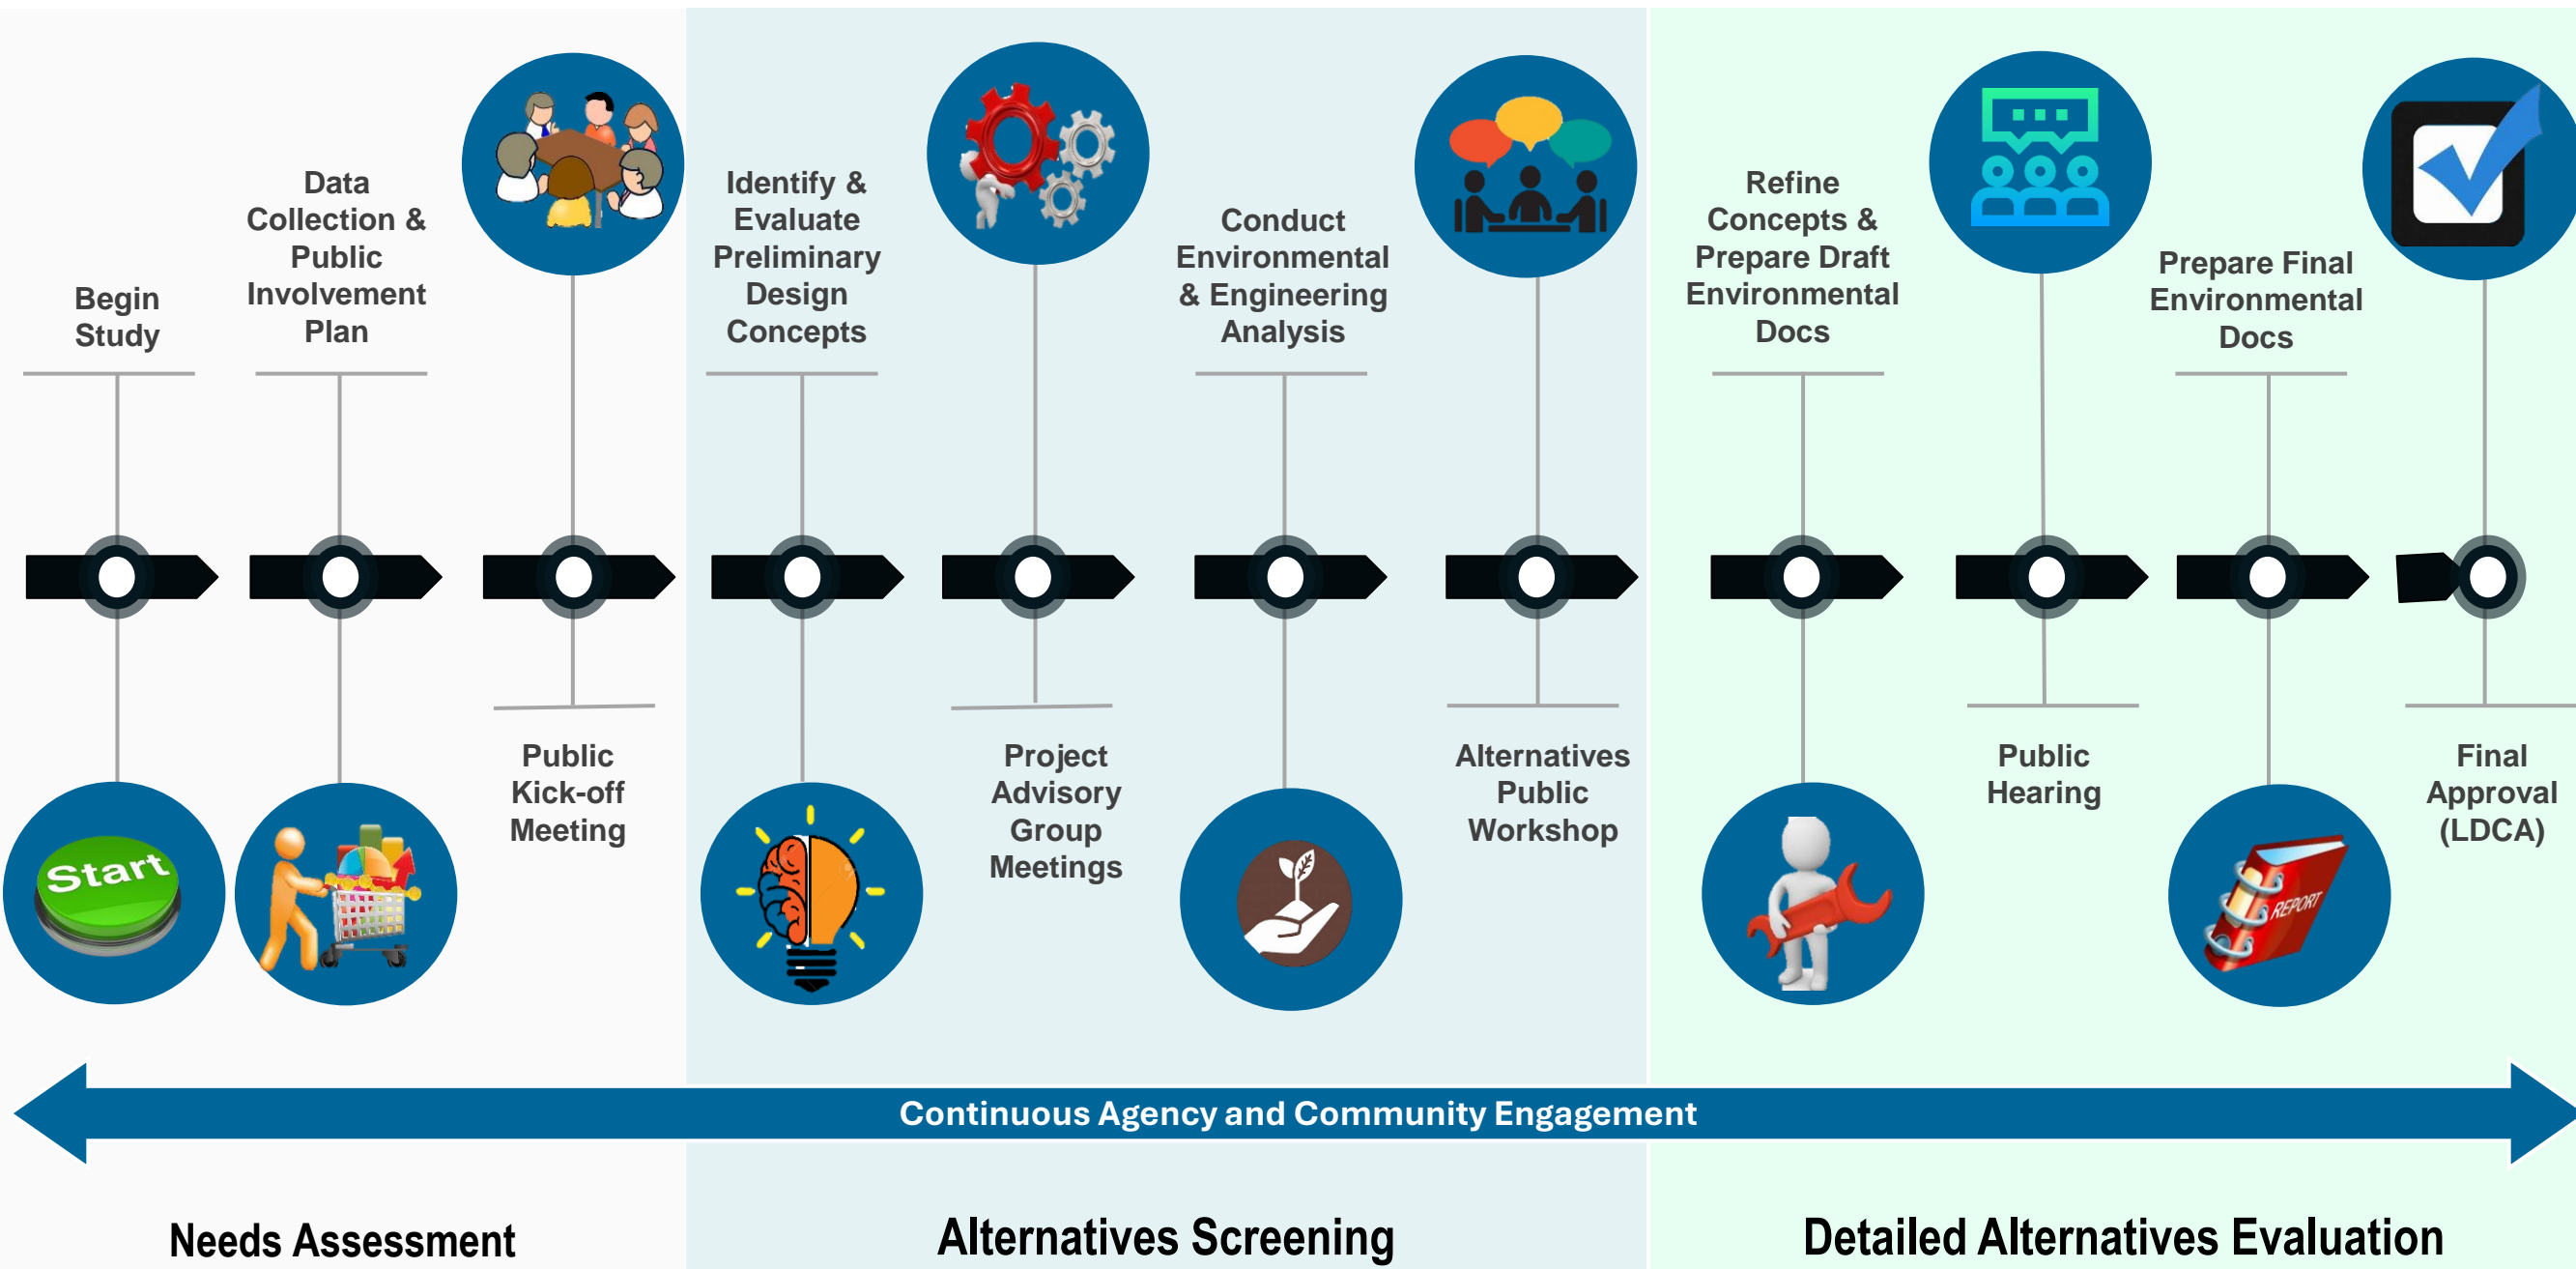 Begin
Study
Start
Data
Collection &
Public
Involvement
Plan
Public
Kick-off
Meeting
Identify &
Evaluate
Preliminary
Design
Concepts
Project
Advisory
Group
Meetings
Conduct
Environmental
& Engineering
Analysis
Alternatives
Public
Workshop
Refine
Concepts &
Prepare Draft
Environmental
Docs
Public
Hearing
Prepare Final
Environmental
Docs
REPORT
Final
Approval
(LDCA)
Continuous Agency and Community Engagement
Needs Assessment
Alternatives Screening
Detailed Alternatives Evaluation